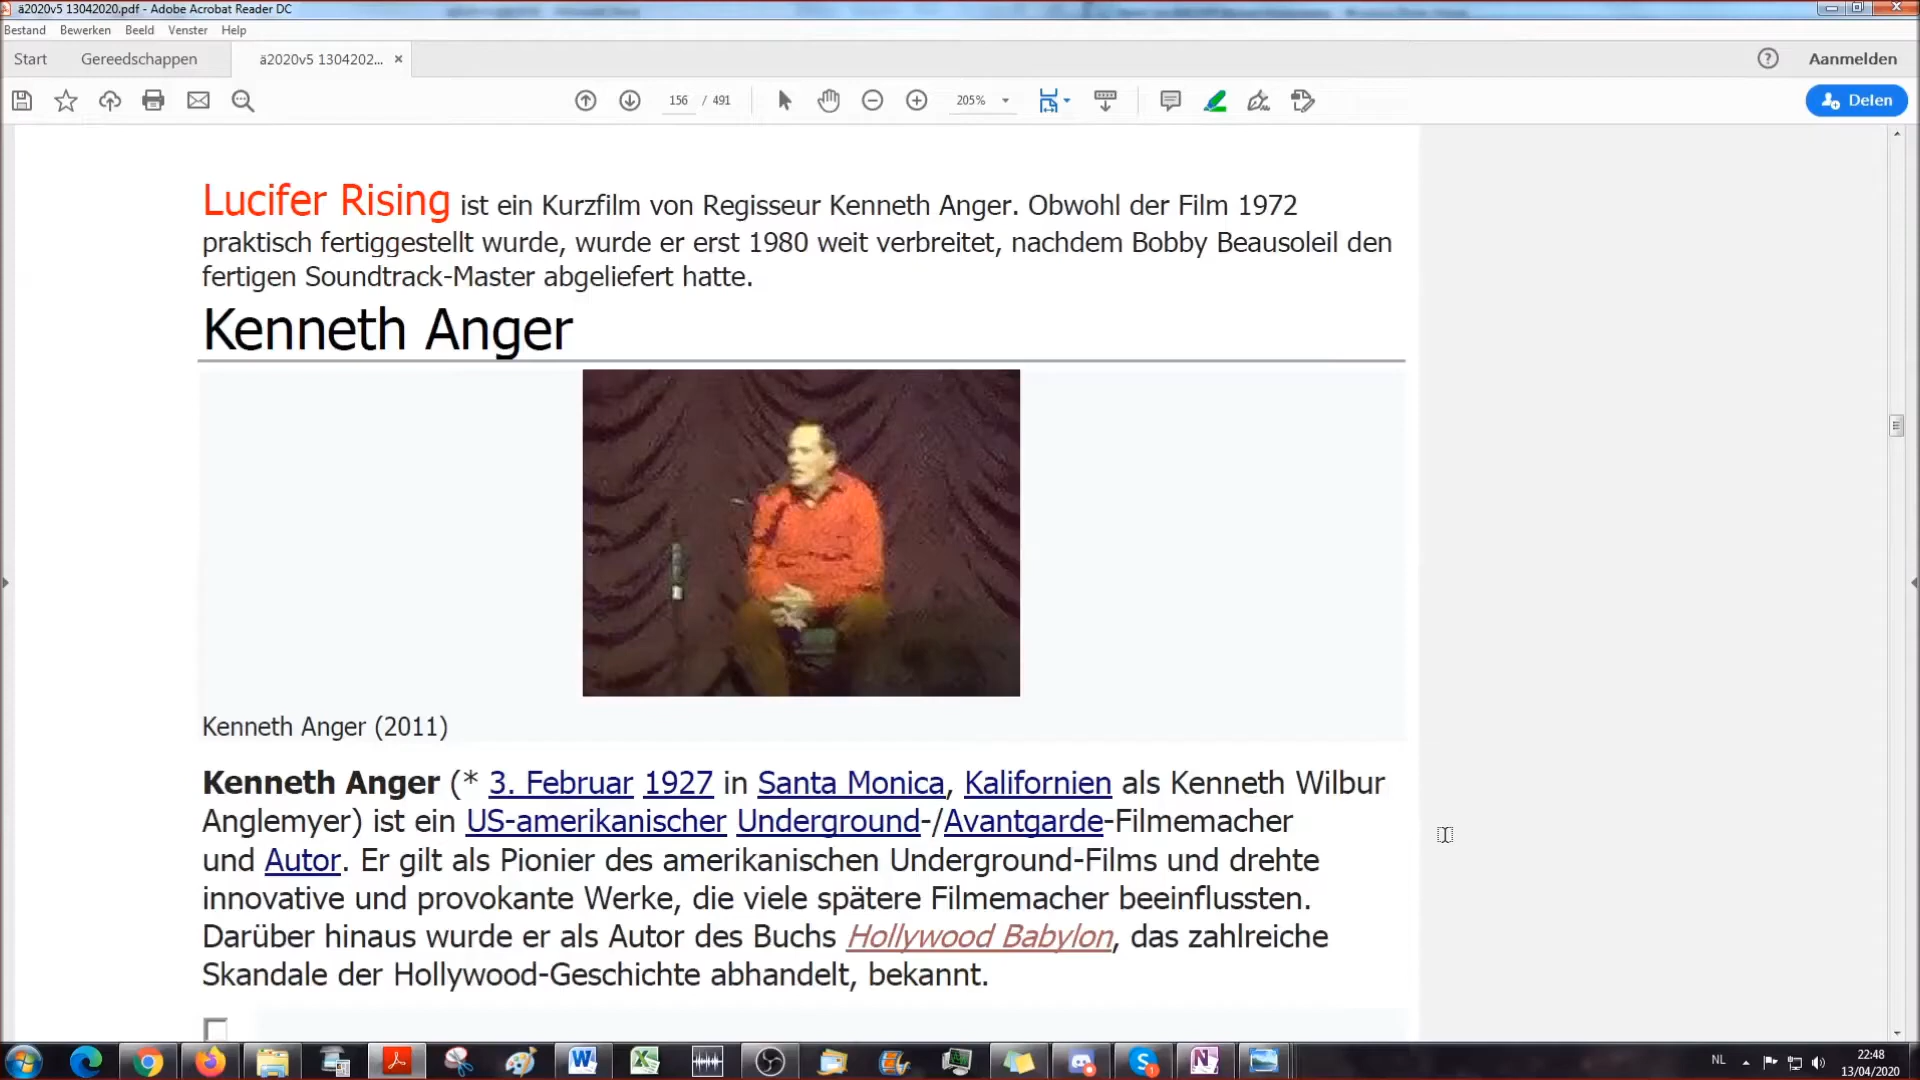 ä2020v5 13042020.pdf - Adobe Acrobat Reader DC
Bestand Bewerken Beeld Venster Help
Start Gereedschappen ä2020v5 1304202... Aanmelden
156 / 491 205% Delen
Lucifer Rising ist ein Kurzfilm von Regisseur Kenneth Anger. Obwohl der Film 1972
praktisch fertiggestellt wurde, wurde er erst 1980 weit verbreitet, nachdem Bobby Beausoleil den
fertigen Soundtrack-Master abgeliefert hatte.
Kenneth Anger
Kenneth Anger (2011)
Kenneth Anger (* 3. Februar 1927 in Santa Monica, Kalifornien als Kenneth Wilbur
Anglemyer) ist ein US-amerikanischer Underground-/Avantgarde-Filmemacher
und Autor. Er gilt als Pionier des amerikanischen Underground-Films und drehte
innovative und provokante Werke, die viele spätere Filmemacher beeinflussten.
Darüber hinaus wurde er als Autor des Buchs Hollywood Babylon, das zahlreiche
Skandale der Hollywood-Geschichte abhandelt, bekannt.
NL 22:48
13/04/2020